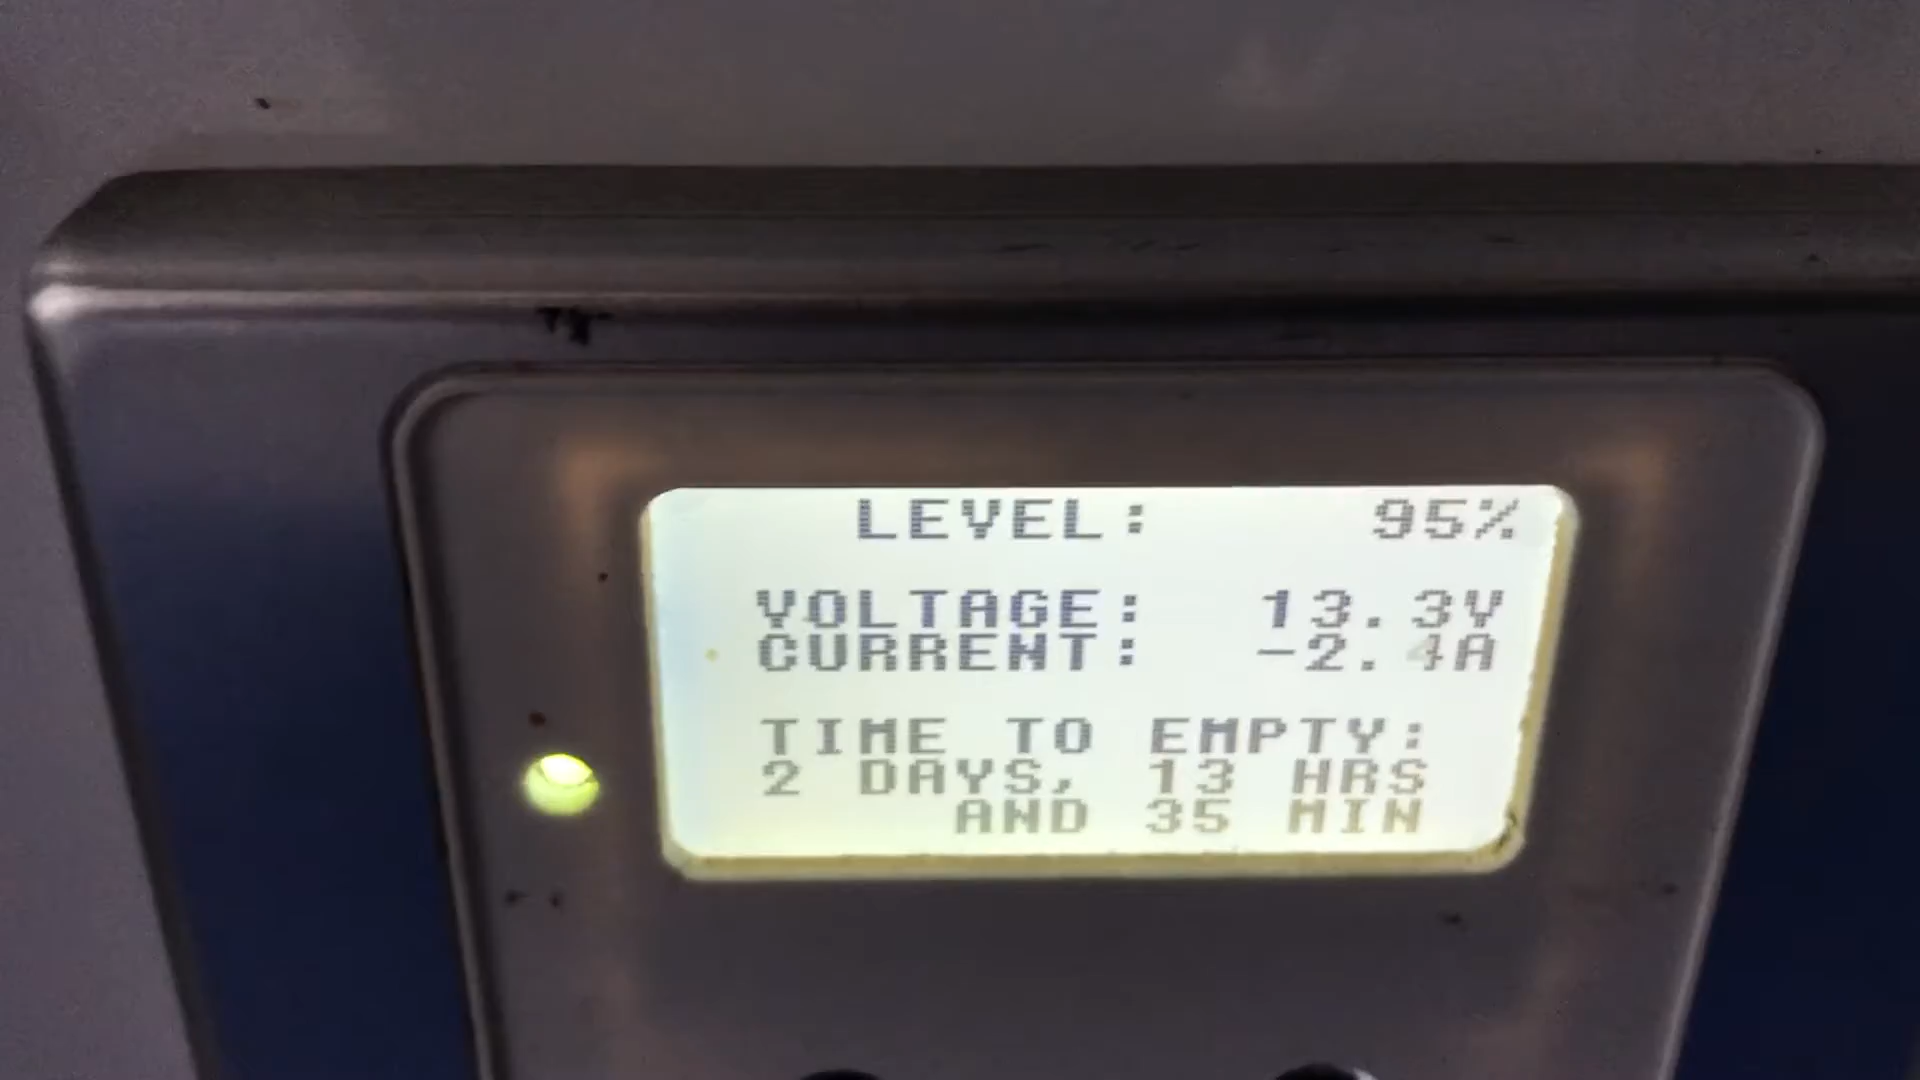 LEVEL: 95%
VOLTAGE: 13.3V
CURRENT: -2.4A
TIME TO EMPTY:
2 DAYS, 13 HRS
AND 35 MIN